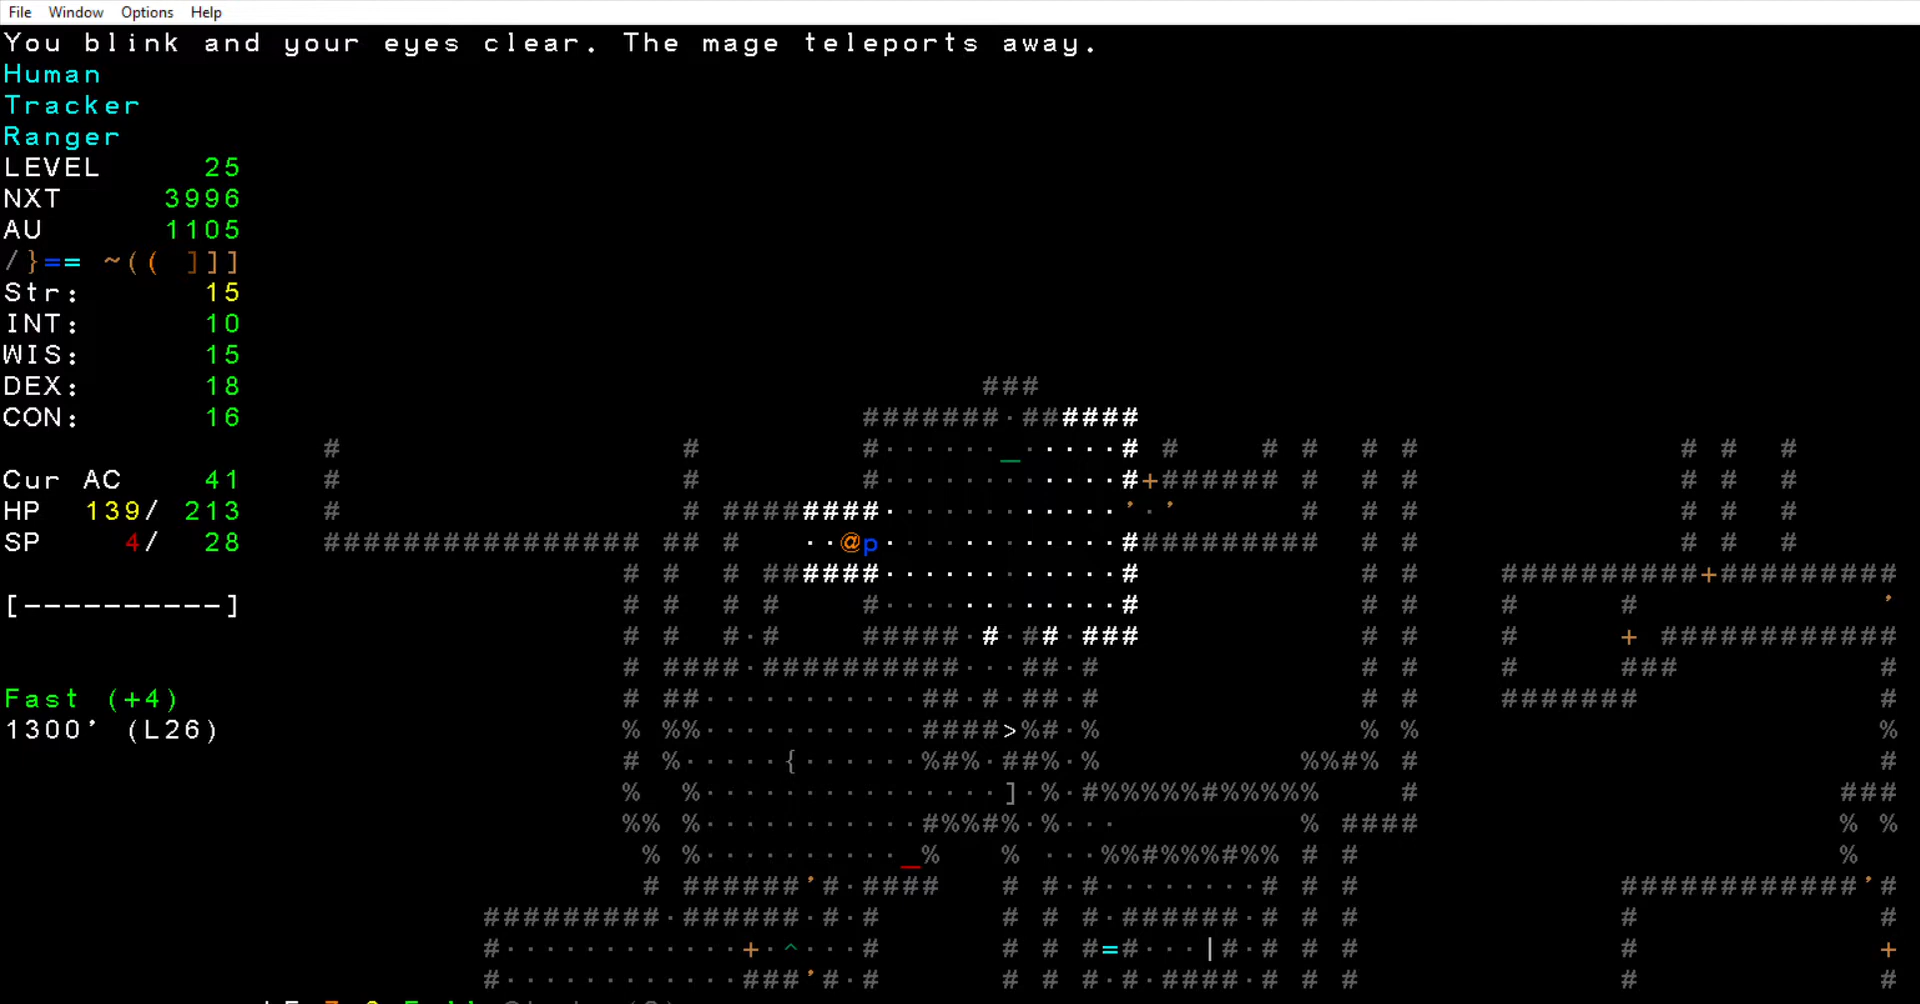 File Window Options Help
You blink and your eyes clear. The mage teleports away.
Human
Tracker
Ranger
LEVEL 25
NXT 3996
AU 1105
/}== ~(( ]]]
Str: 15
INT: 10
WIS: 15
DEX: 18
CON: 16
Cur AC 41
HP 139/ 213
SP 4/ 28
[----------]
Fast (+4)
1300' (L26)